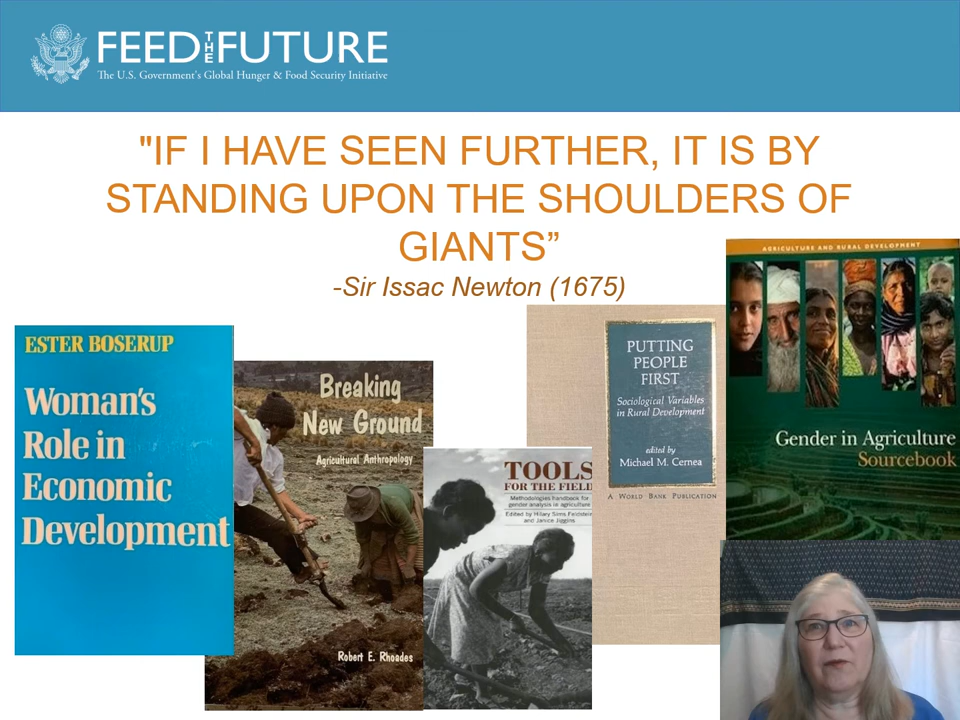 FEED THE FUTURE
The U.S. Government's Global Hunger & Food Security Initiative
"IF I HAVE SEEN FURTHER, IT IS BY
STANDING UPON THE SHOULDERS OF
GIANTS”
-Sir Issac Newton (1675)
ESTER BOSERUP
Woman's
Role in
Economic
Development
Breaking
New Ground
Agricultural Anthropology
Robert E. Rhoades
TOOLS
FOR THE FIELD
Methodologies handbook for
gender analysis in agriculture
Edited by Hilary Sims Feldstein
and Janice Jiggins
PUTTING
PEOPLE
FIRST
Sociological Variables
in Rural Development
edited by
Michael M. Cernea
A WORLD BANK PUBLICATION
AGRICULTURE AND RURAL DEVELOPMENT
Gender in Agriculture
Sourcebook